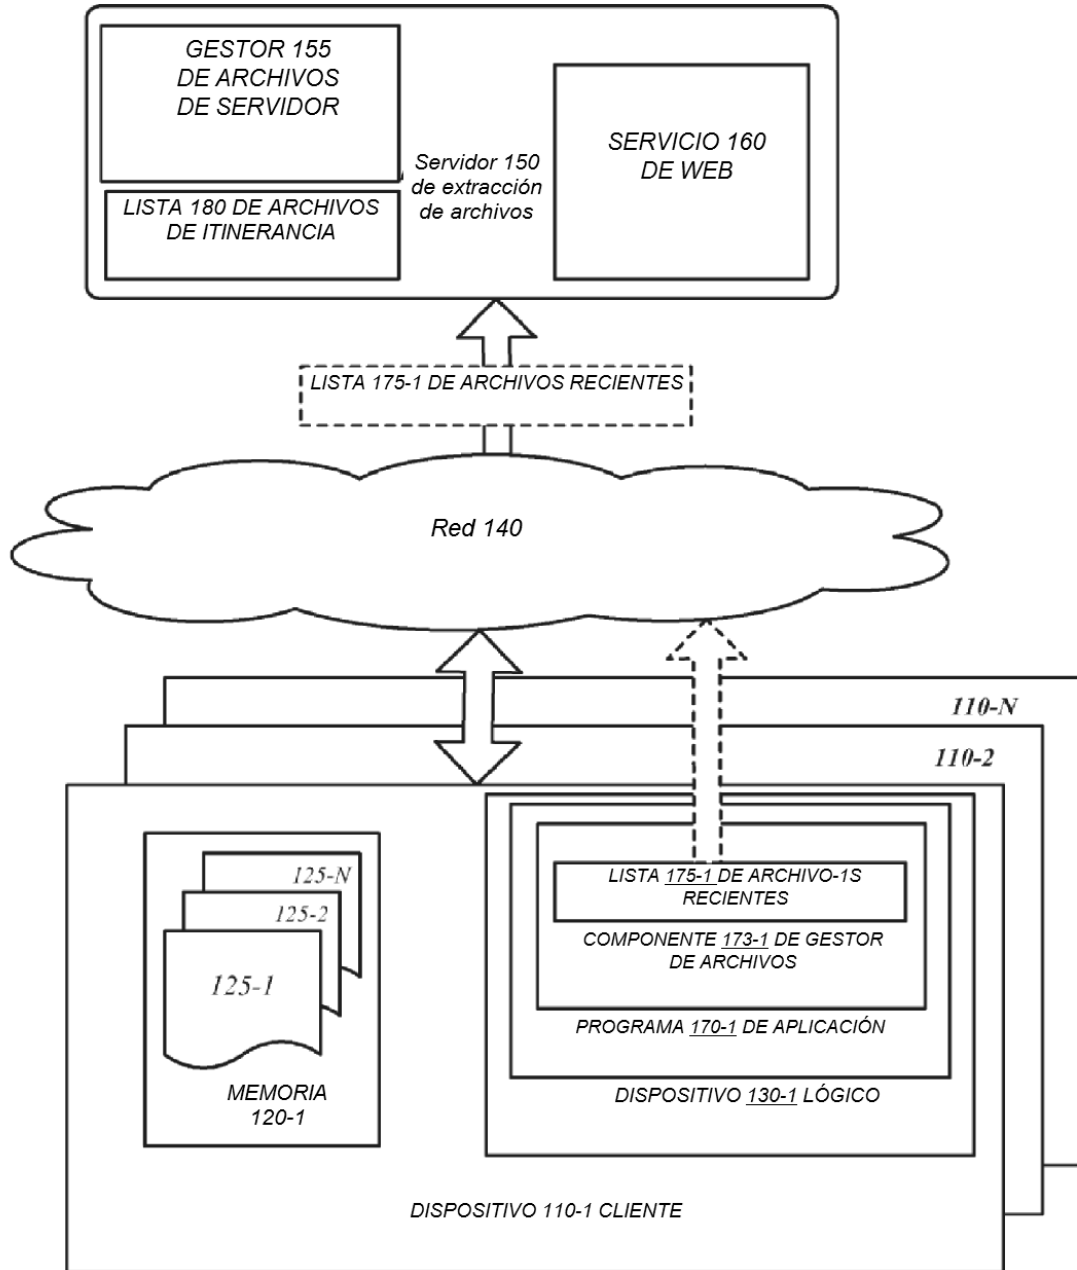 GESTOR 155
DE ARCHIVOS
DE SERVIDOR
LISTA 180 DE ARCHIVOS
DE ITINERANCIA
Servidor 150
de extracción
de archivos
SERVICIO 160
DE WEB
LISTA 175-1 DE ARCHIVOS RECIENTES
Red 140
110-N
110-2
125-N
125-2
125-1
MEMORIA
120-1
LISTA 175-1 DE ARCHIVO-1S
RECIENTES
COMPONENTE 173-1 DE GESTOR
DE ARCHIVOS
PROGRAMA 170-1 DE APLICACIÓN
DISPOSITIVO 130-1 LÓGICO
DISPOSITIVO 110-1 CLIENTE